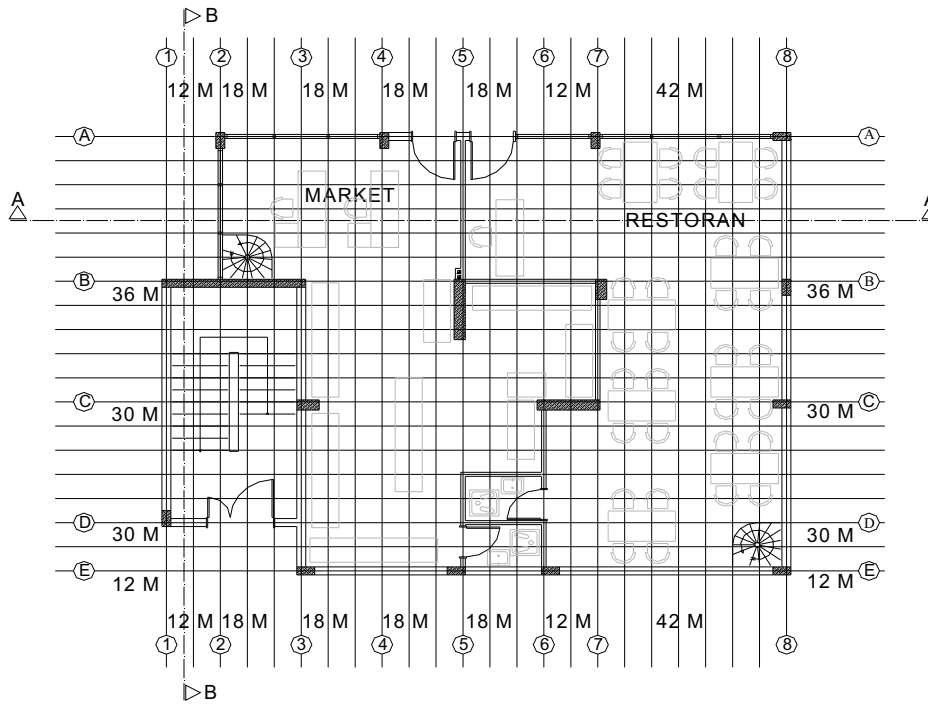 B
1 2 3 4 5 6 7 8
12 M 18 M 18 M 18 M 18 M 12 M 42 M
A A
MARKET
A A
RESTORAN
B B
36 M 36 M
C C
30 M 30 M
D D
30 M 30 M
E E
12 M 12 M
12 M 18 M 18 M 18 M 18 M 12 M 42 M
1 2 3 4 5 6 7 8
B